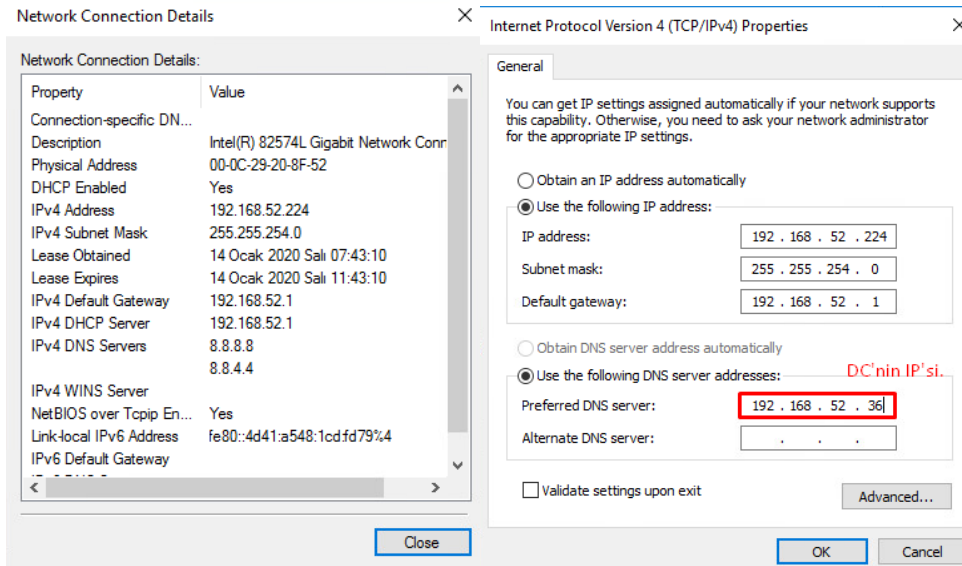 Network Connection Details
Network Connection Details:
Property Value
Connection-specific DN...
Description Intel(R) 82574L Gigabit Network Conn
Physical Address 00-0C-29-20-8F-52
DHCP Enabled Yes
IPv4 Address 192.168.52.224
IPv4 Subnet Mask 255.255.254.0
Lease Obtained 14 Ocak 2020 Salı 07:43:10
Lease Expires 14 Ocak 2020 Salı 11:43:10
IPv4 Default Gateway 192.168.52.1
IPv4 DHCP Server 192.168.52.1
IPv4 DNS Servers 8.8.8.8
8.8.4.4
IPv4 WINS Server
NetBIOS over Tcpip En... Yes
Link-local IPv6 Address fe80::4d41:a548:1cd:fd79%4
IPv6 Default Gateway
Close
Internet Protocol Version 4 (TCP/IPv4) Properties
General
You can get IP settings assigned automatically if your network supports
this capability. Otherwise, you need to ask your network administrator
for the appropriate IP settings.
Obtain an IP address automatically
Use the following IP address:
IP address: 192 . 168 . 52 . 224
Subnet mask: 255 . 255 . 254 . 0
Default gateway: 192 . 168 . 52 . 1
Obtain DNS server address automatically
DC'nin IP'si.
Use the following DNS server addresses:
Preferred DNS server: 192 . 168 . 52 . 36
Alternate DNS server: . . .
Validate settings upon exit
Advanced...
OK Cancel